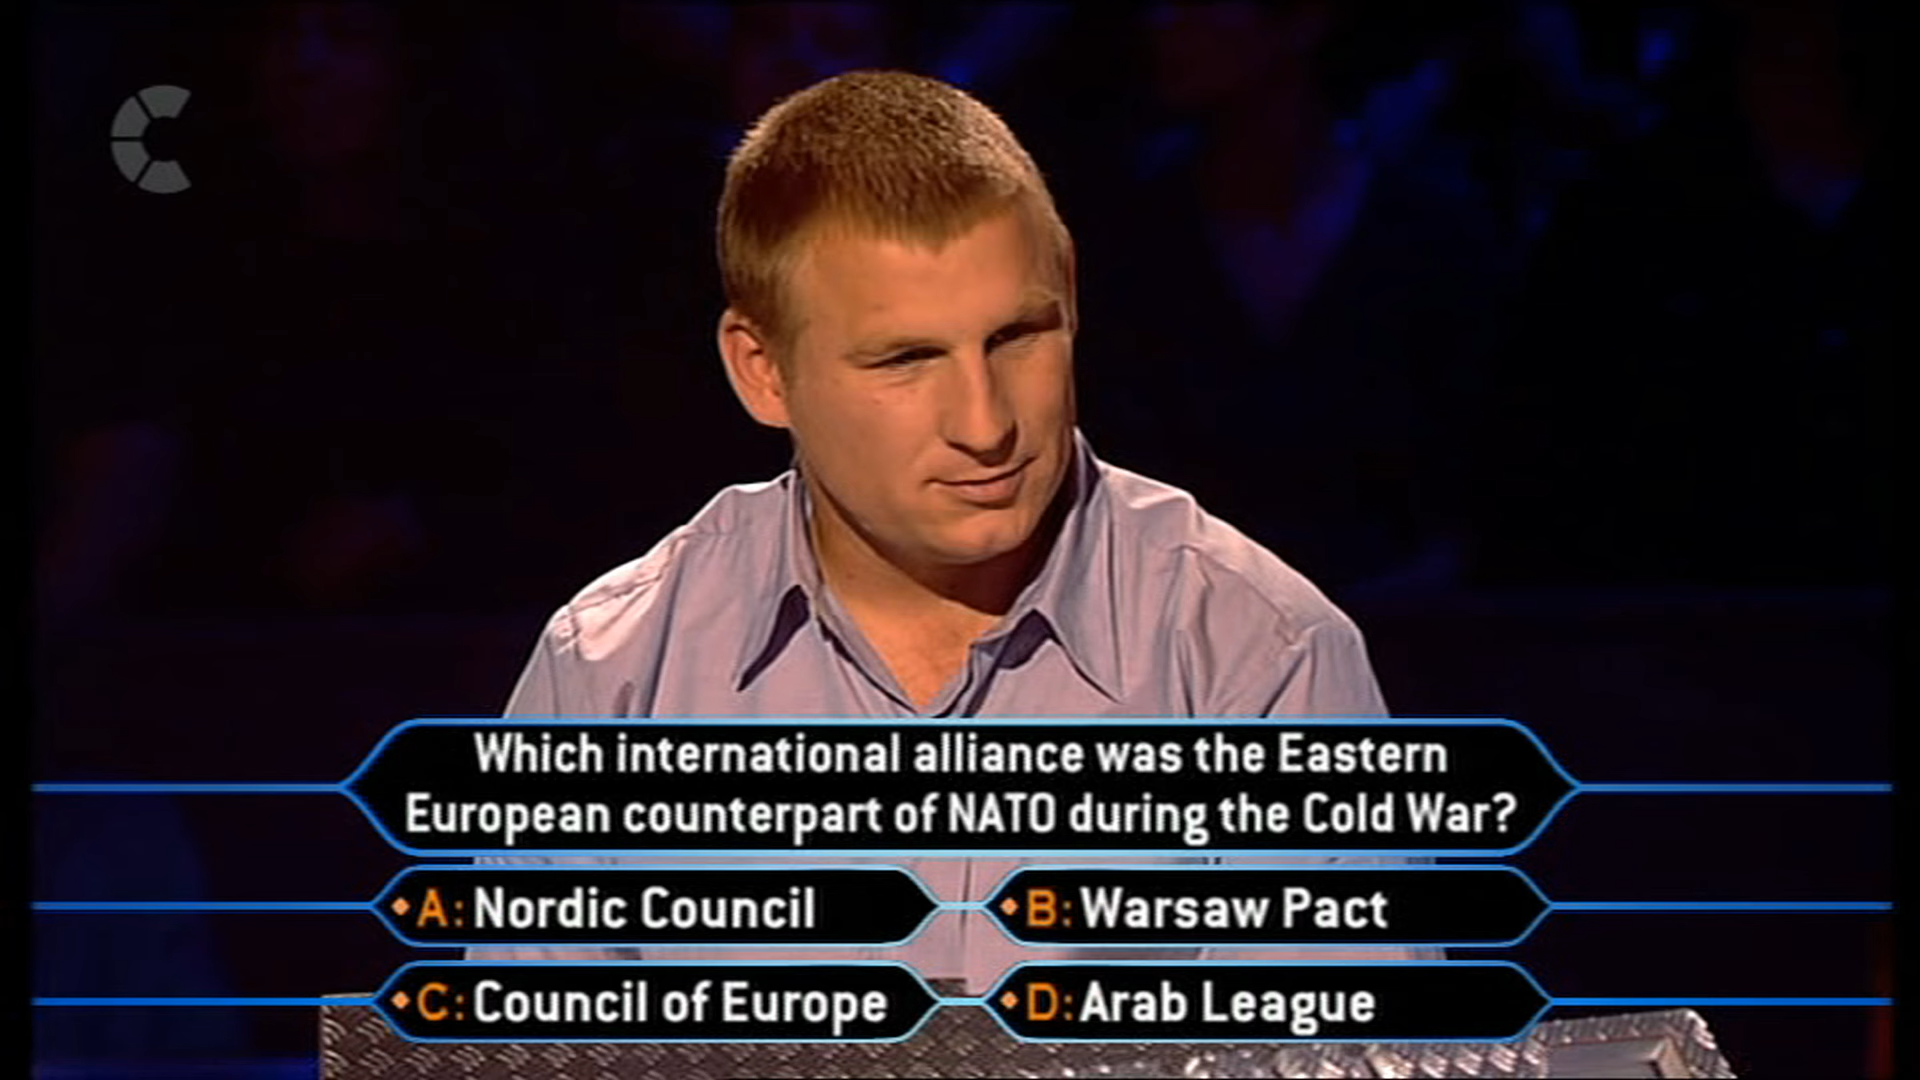 Which international alliance was the Eastern
European counterpart of NATO during the Cold War?
A: Nordic Council
B: Warsaw Pact
C: Council of Europe
D: Arab League